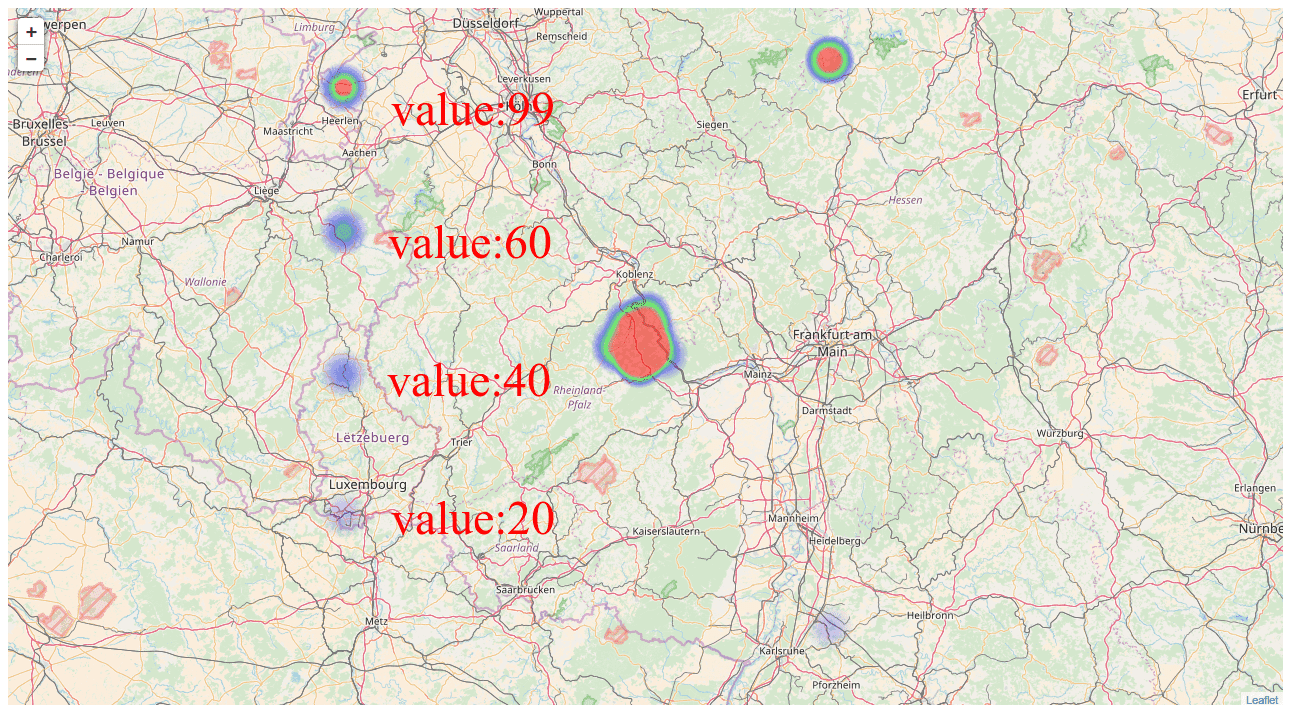 Wuppertal
werpen
Limburg
Düsseldorf
Remscheid
+
−
Leverkusen
Erfurt
value:99
Bruxelles -
Brussel
Leuven
Heerlen
Maastricht
Siegen
Aachen
Bonn
België - Belgique
- Belgien
Liège
Hessen
Namur
value:60
Charleroi
Koblenz
Wallonie
Frankfurt am
Main
Mainz
value:40
Rheinland-
Pfalz
Darmstadt
Lëtzebuerg
Trier
Würzburg
Luxembourg
Erlangen
value:20
Mannheim
Kaiserslautern
Nürnbe
Heidelberg
Saarland
Saarbrücken
Metz
Heilbronn
Karlsruhe
Pforzheim
Leaflet